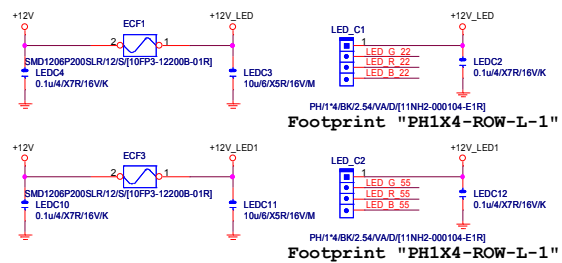 +12V
ECF1
+12V_LED
2
1
SMD1206P200SLR/12/S/[10FP3-12200B-01R]
LEDC4
0.1u/4/X7R/16V/K
LEDC3
10u/6/X5R/16V/M
LED_C1
+12V_LED
1
LED_G_22
LED_R_22
LED_B_22
LEDC2
0.1u/4/X7R/16V/K
PH/1*4/BK/2.54/VA/D/[11NH2-000104-E1R]
Footprint "PH1X4-ROW-L-1"
+12V
ECF3
+12V_LED1
2
1
SMD1206P200SLR/12/S/[10FP3-12200B-01R]
LEDC10
0.1u/4/X7R/16V/K
LEDC11
10u/6/X5R/16V/M
LED_C2
+12V_LED1
1
LED_G_55
LED_R_55
LED_B_55
LEDC12
0.1u/4/X7R/16V/K
PH/1*4/BK/2.54/VA/D/[11NH2-000104-E1R]
Footprint "PH1X4-ROW-L-1"